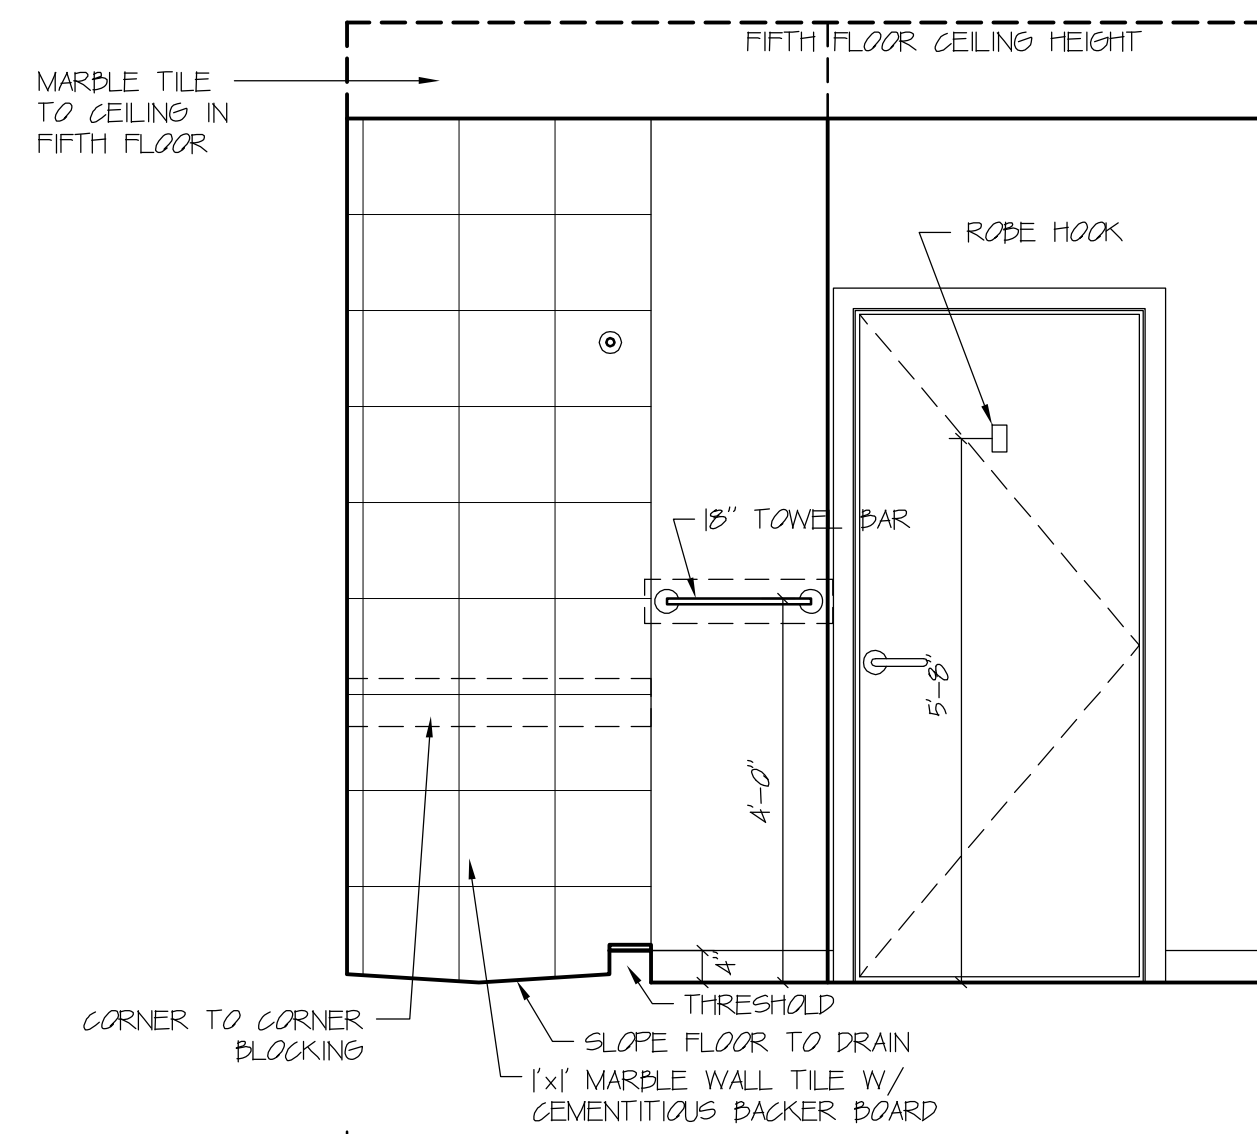 FIFTH FLOOR CEILING HEIGHT
MARBLE TILE
TO CEILING IN
FIFTH FLOOR
ROBE HOOK
18" TOWEL BAR
5'-8"
4'-0"
4"
THRESHOLD
CORNER TO CORNER
BLOCKING
SLOPE FLOOR TO DRAIN
1'x1' MARBLE WALL TILE W/
CEMENTITIOUS BACKER BOARD